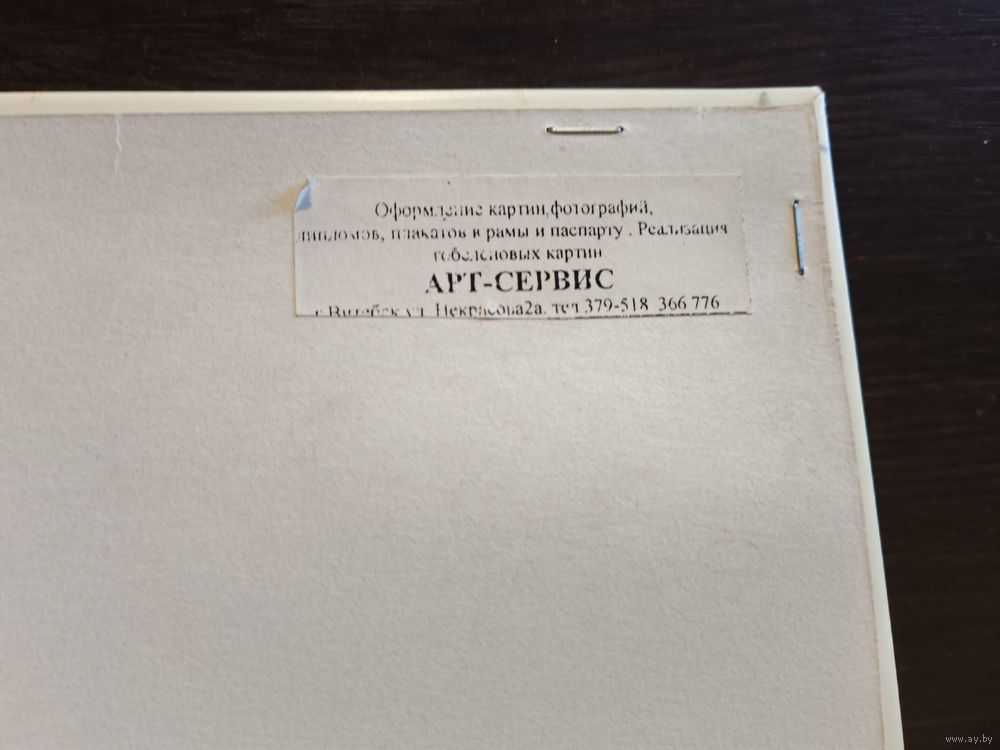 Оформление картин,фотографий,
дипломов, плакатов в рамы и паспарту . Реализация
гобеленовых картин
АРТ-СЕРВИС
г.Витебск ул. Некрасова2а. тел 379-518 366 776
www.ay.by